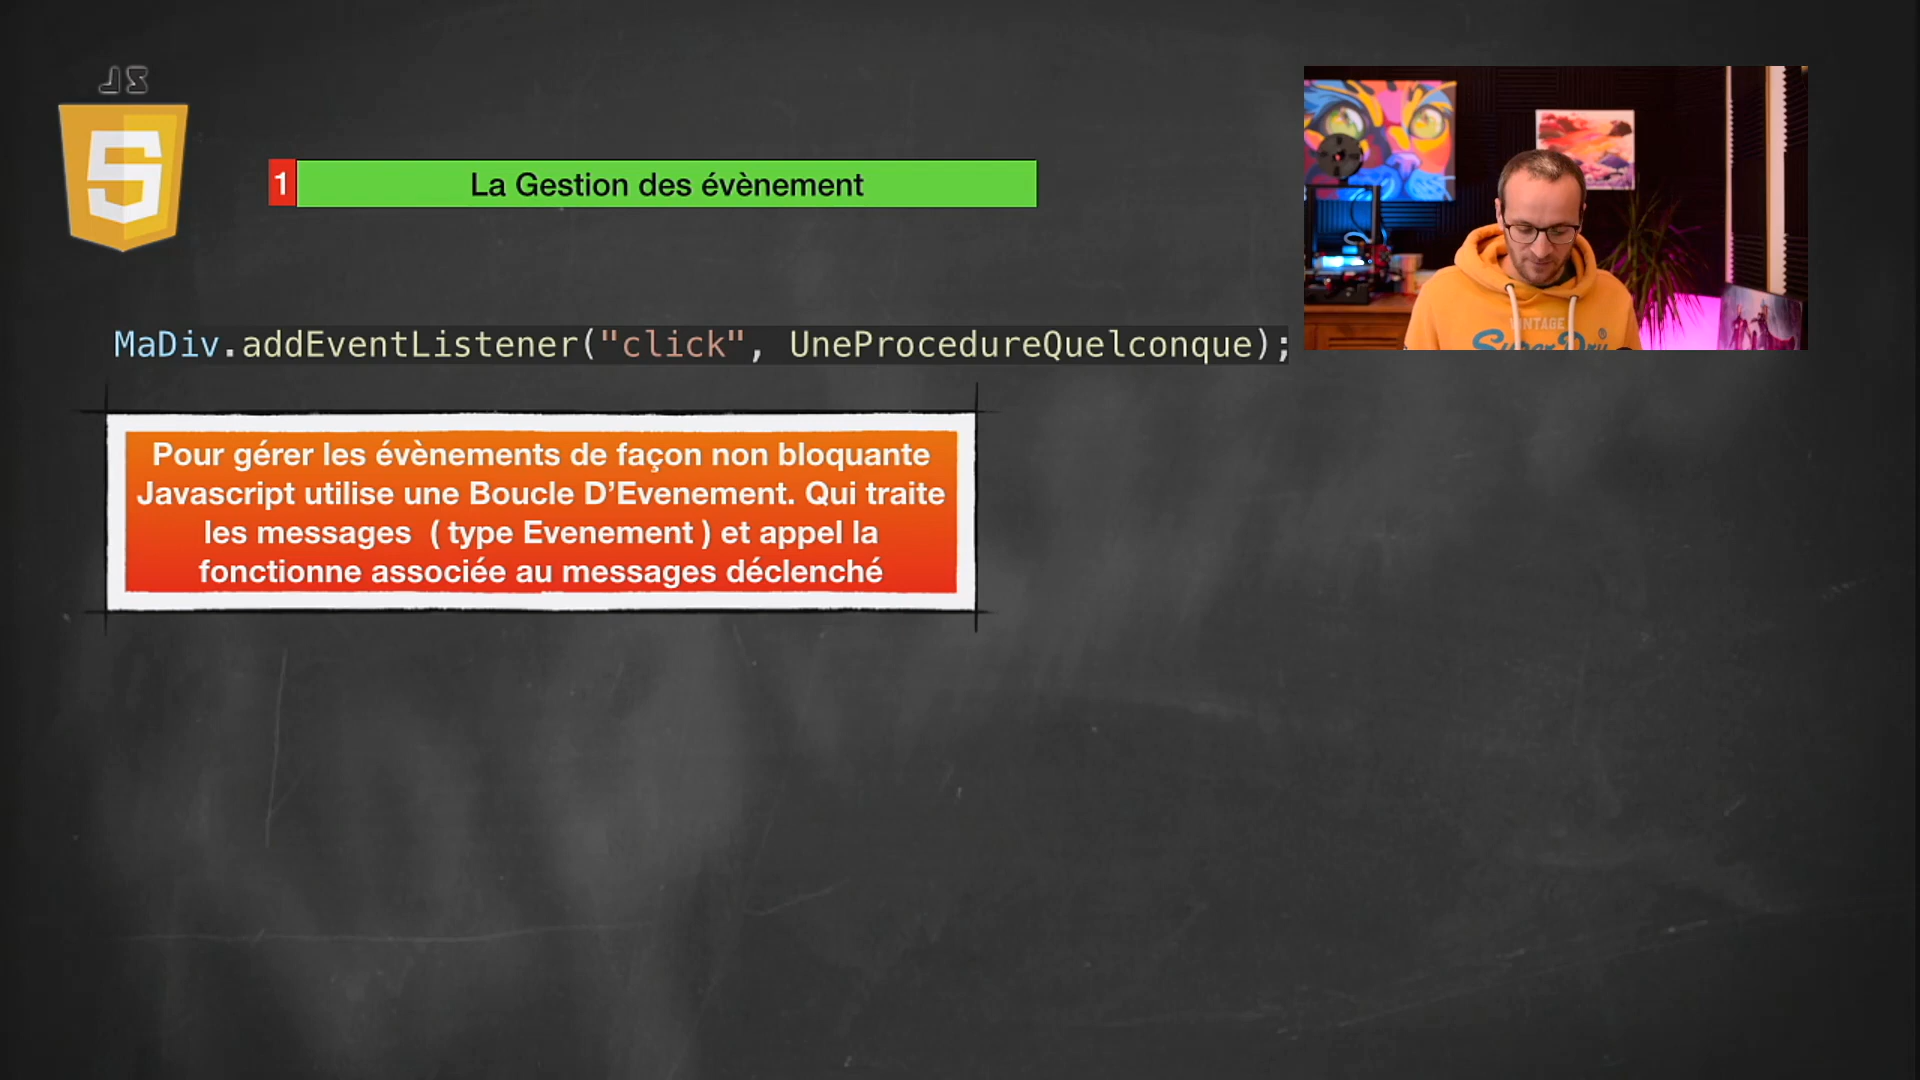 JS
5
1
La Gestion des évènement
MaDiv.addEventListener("click", UneProcedureQuelconque);
Pour gérer les évènements de façon non bloquante
Javascript utilise une Boucle D’Evenement. Qui traite
les messages  ( type Evenement ) et appel la
fonctionne associée au messages déclenché
VINTAGE
SuperDry®